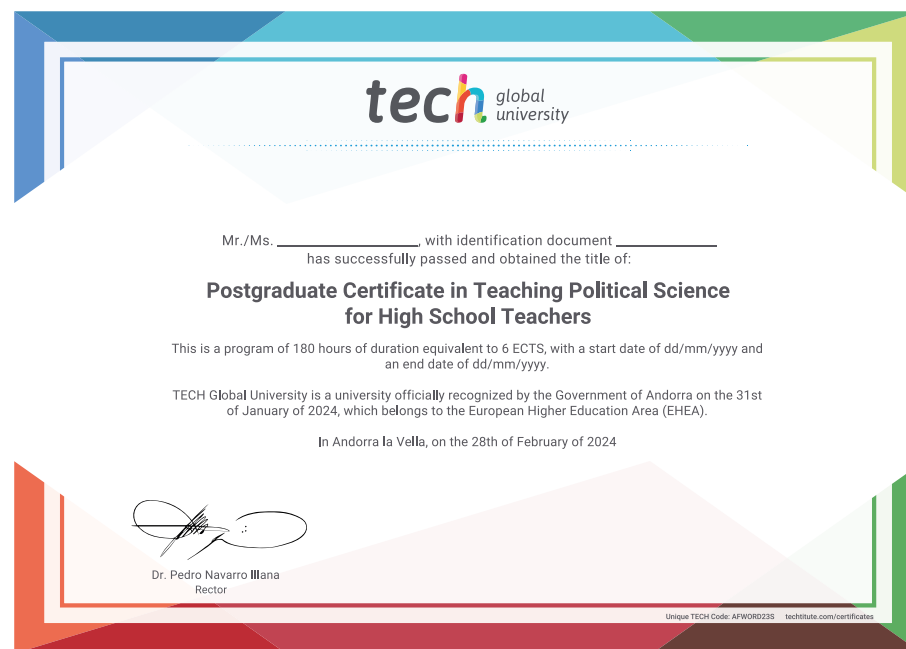 tech global university
Mr./Ms. ____________________, with identification document ______________
has successfully passed and obtained the title of:
Postgraduate Certificate in Teaching Political Science
for High School Teachers
This is a program of 180 hours of duration equivalent to 6 ECTS, with a start date of dd/mm/yyyy and
an end date of dd/mm/yyyy.
TECH Global University is a university officially recognized by the Government of Andorra on the 31st
of January of 2024, which belongs to the European Higher Education Area (EHEA).
In Andorra la Vella, on the 28th of February of 2024
Dr. Pedro Navarro Illana
Rector
Unique TECH Code: AFWORD23S techtitute.com/certificates